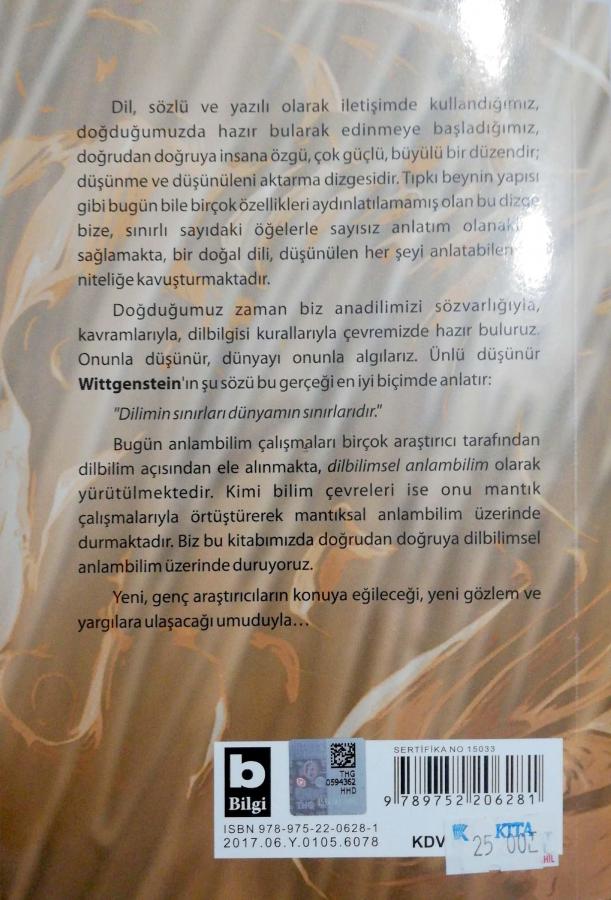 Dil, sözlü ve yazılı olarak iletişimde kullandığımız,
doğduğumuzda hazır bularak edinmeye başladığımız,
doğrudan doğruya insana özgü, çok güçlü, büyülü bir düzendir;
düşünme ve düşünüleni aktarma dizgesidir. Tıpkı beynin yapısı
gibi bugün bile birçok özellikleri aydınlatılamamış olan bu dizge
bize, sınırlı sayıdaki öğelerle sayısız anlatım
sağlamakta, bir doğal dili, düşünülen her şeyi anlatabilen
niteliğe kavuşturmaktadır.
Doğduğumuz zaman biz anadilimizi sözvarlığıyla,
kavramlarıyla, dilbilgisi kurallarıyla çevremizde hazır buluruz.
Onunla düşünür, dünyayı onunla algılarız. Ünlü düşünür
Wittgenstein'ın şu sözü bu gerçeği en iyi biçimde anlatır:
"Dilimin sınırları dünyamın sınırlarıdır."
Bugün anlambilim çalışmaları birçok araştırıcı tarafından
dilbilim açısından ele alınmakta, dilbilimsel anlambilim olarak
yürütülmektedir. Kimi bilim çevreleri ise onu mantık
çalışmalarıyla örtüştürerek mantıksal anlambilim üzerinde
durmaktadır. Biz bu kitabımızda doğrudan doğruya dilbilimsel
anlambilim üzerinde duruyoruz.
Yeni, genç araştırıcıların konuya eğileceği, yeni gözlem ve
yargılara ulaşacağı umuduyla...
b
Bilgi
THG
0594362
HHD
SERTİFİKA NO 15033
9 789752 206281
ISBN 978-975-22-0628-1
2017.06.Y.0105.6078
KDV
KITA
25